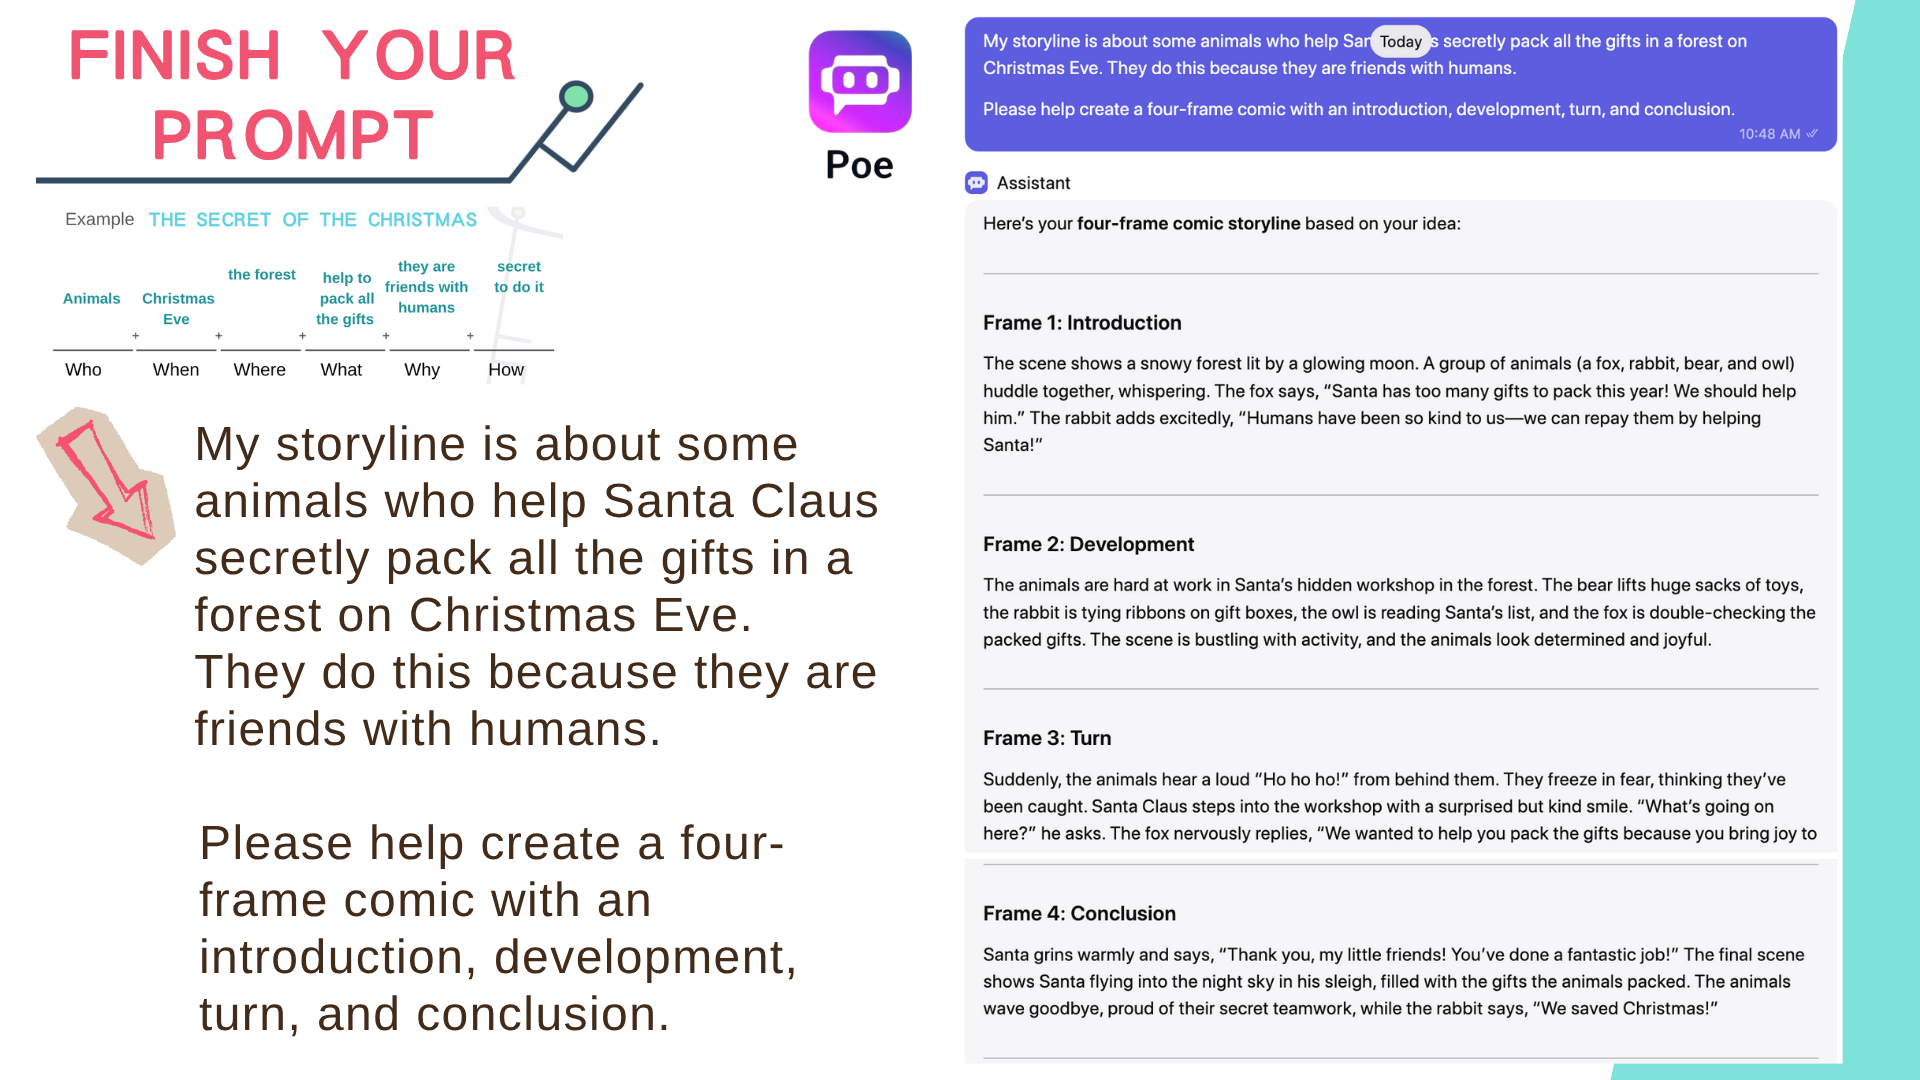 FINISH YOUR
PROMPT
Example THE SECRET OF THE CHRISTMAS
Animals
Christmas
Eve
the forest
help to
pack all
the gifts
they are
friends with
humans
secret
to do it
+ + + + +
Who When Where What Why How
My storyline is about some
animals who help Santa Claus
secretly pack all the gifts in a
forest on Christmas Eve.
They do this because they are
friends with humans.
Please help create a four-
frame comic with an
introduction, development,
turn, and conclusion.
Poe
Today
My storyline is about some animals who help San s secretly pack all the gifts in a forest on
Christmas Eve. They do this because they are friends with humans.
Please help create a four-frame comic with an introduction, development, turn, and conclusion.
10:48 AM
Assistant
Here's your four-frame comic storyline based on your idea:
Frame 1: Introduction
The scene shows a snowy forest lit by a glowing moon. A group of animals (a fox, rabbit, bear, and owl)
huddle together, whispering. The fox says, “Santa has too many gifts to pack this year! We should help
him.” The rabbit adds excitedly, “Humans have been so kind to us—we can repay them by helping
Santa!”
Frame 2: Development
The animals are hard at work in Santa's hidden workshop in the forest. The bear lifts huge sacks of toys,
the rabbit is tying ribbons on gift boxes, the owl is reading Santa's list, and the fox is double-checking the
packed gifts. The scene is bustling with activity, and the animals look determined and joyful.
Frame 3: Turn
Suddenly, the animals hear a loud “Ho ho ho!” from behind them. They freeze in fear, thinking they've
been caught. Santa Claus steps into the workshop with a surprised but kind smile. “What's going on
here?” he asks. The fox nervously replies, “We wanted to help you pack the gifts because you bring joy to
Frame 4: Conclusion
Santa grins warmly and says, “Thank you, my little friends! You've done a fantastic job!” The final scene
shows Santa flying into the night sky in his sleigh, filled with the gifts the animals packed. The animals
wave goodbye, proud of their secret teamwork, while the rabbit says, “We saved Christmas!”